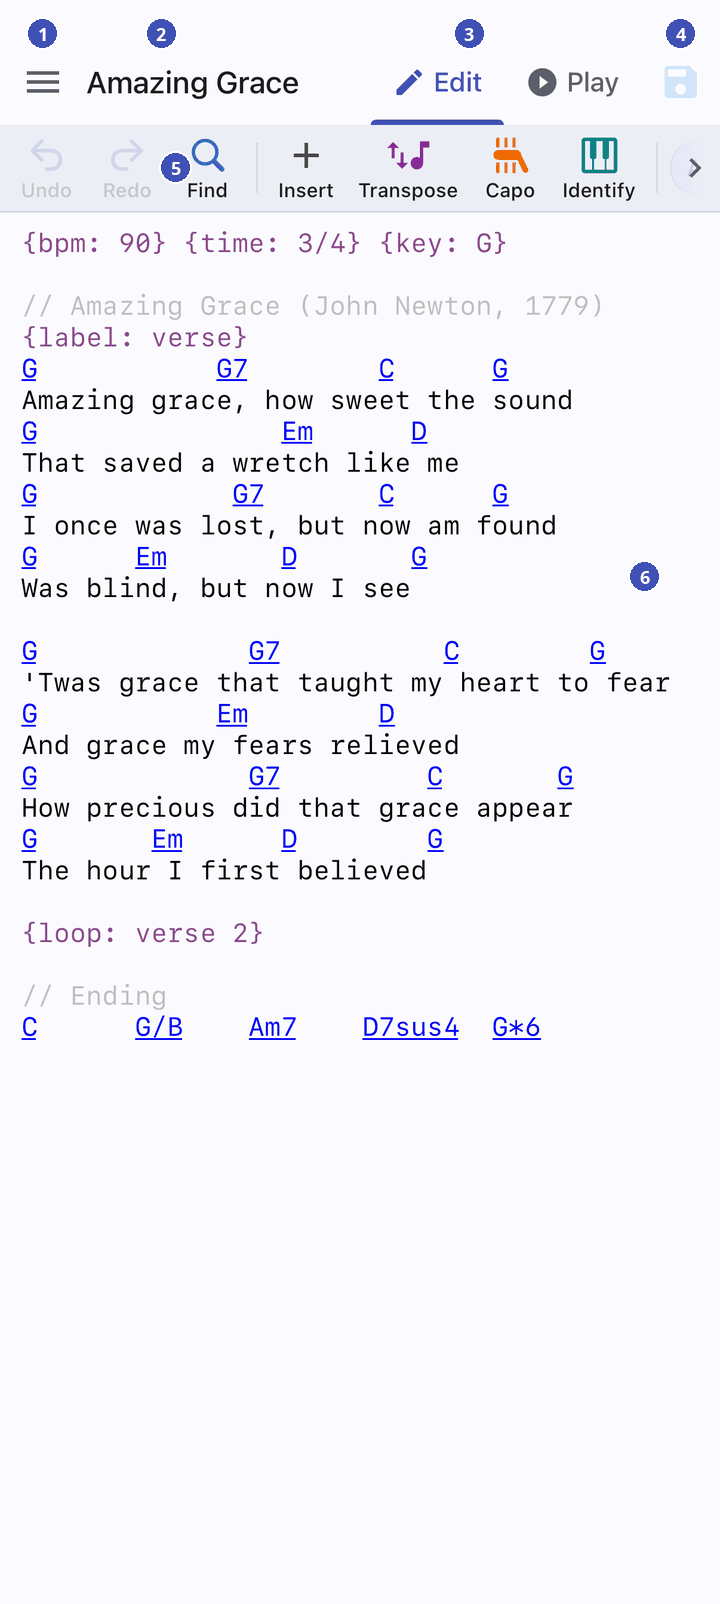 1 2 3 4
Amazing Grace Edit Play
5
Undo Redo Find Insert Transpose Capo Identify
{bpm: 90} {time: 3/4} {key: G}
// Amazing Grace (John Newton, 1779)
{label: verse}
G G7 C G
Amazing grace, how sweet the sound
G Em D
That saved a wretch like me
G G7 C G
I once was lost, but now am found
G Em D G
6
Was blind, but now I see
G G7 C G
'Twas grace that taught my heart to fear
G Em D
And grace my fears relieved
G G7 C G
How precious did that grace appear
G Em D G
The hour I first believed
{loop: verse 2}
// Ending
C G/B Am7 D7sus4 G*6